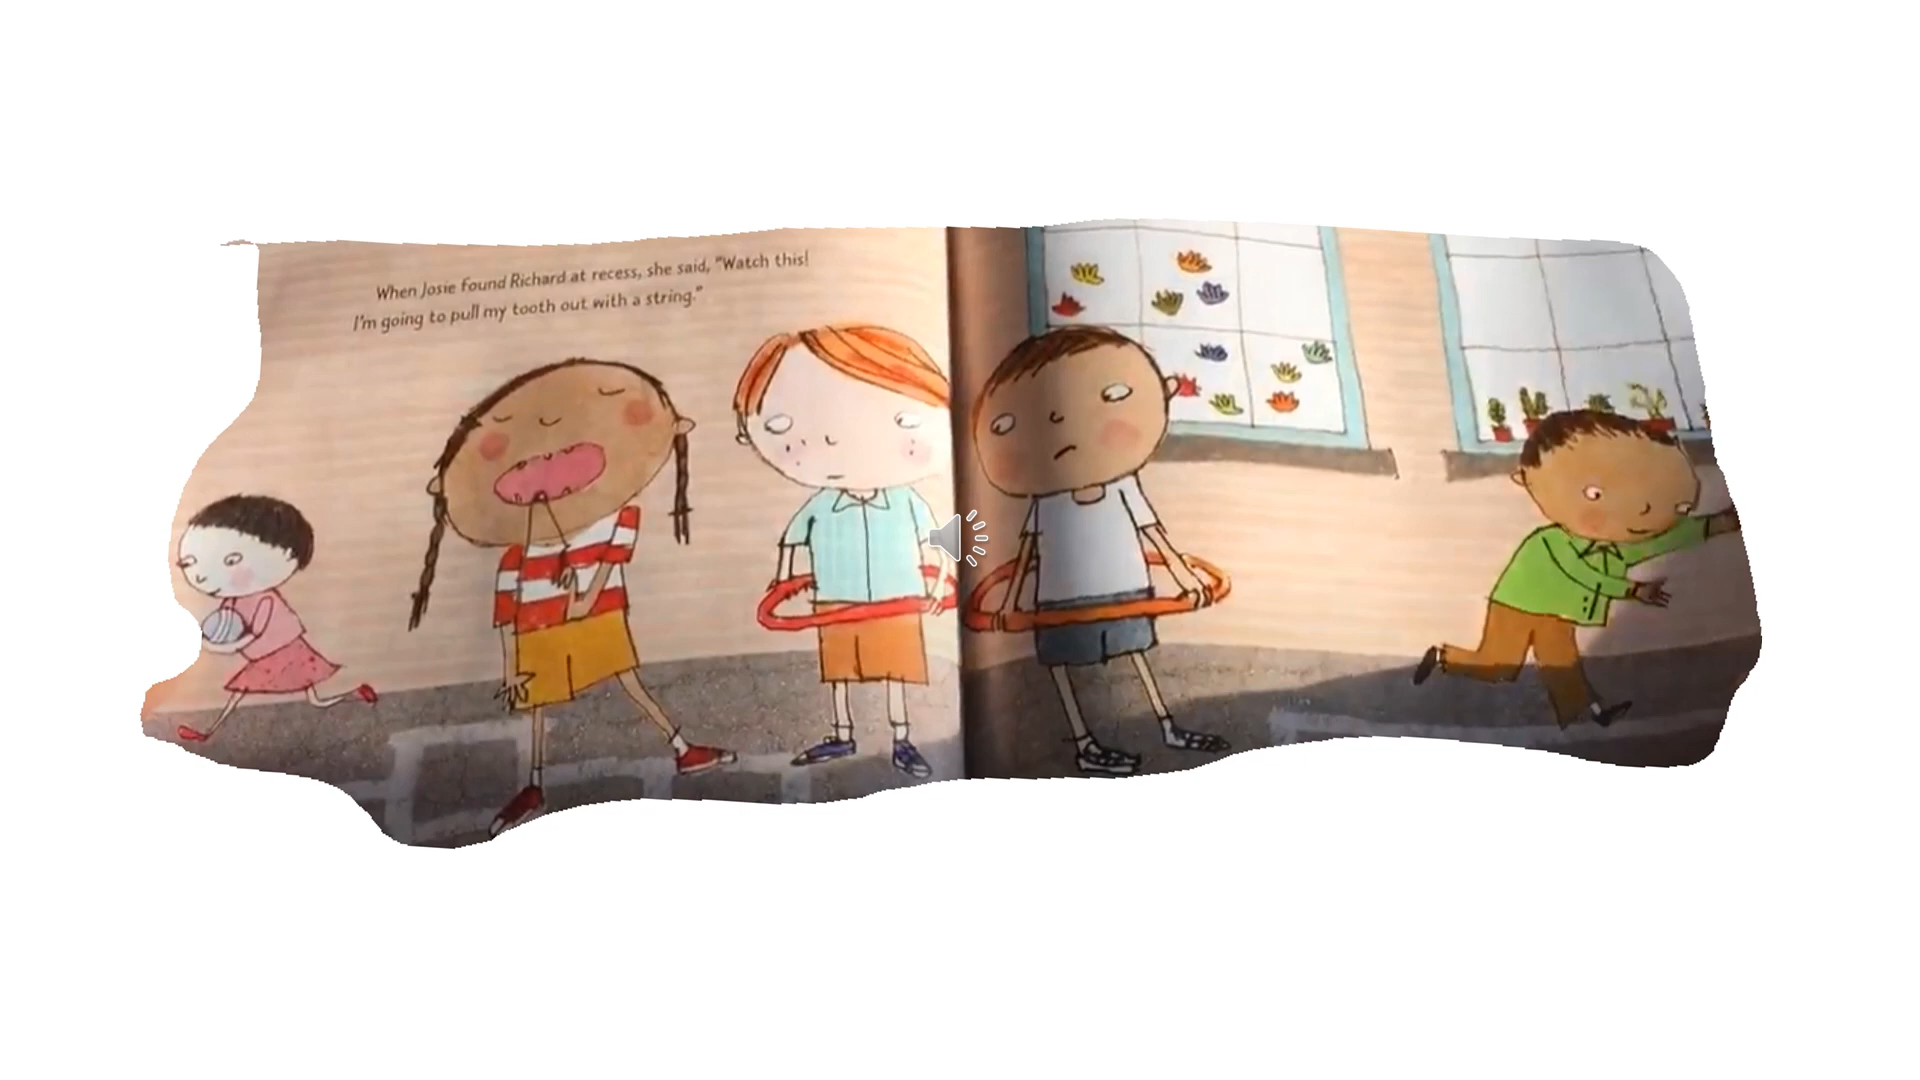 When Josie found Richard at recess, she said, "Watch this!
I'm going to pull my tooth out with a string."